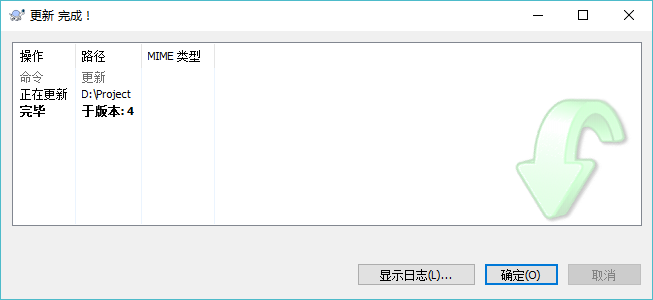 更新 完成！
操作 路径 MIME 类型
命令 更新
正在更新 D:\Project
完毕 于版本: 4
显示日志(L)... 确定(O) 取消